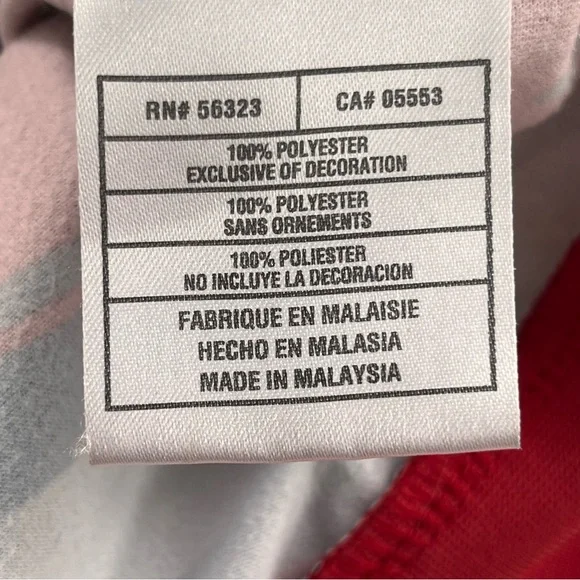 RN# 56323 CA# 05553
100% POLYESTER
EXCLUSIVE OF DECORATION
100% POLYESTER
SANS ORNEMENTS
100% POLIESTER
NO INCLUYE LA DECORACION
FABRIQUE EN MALAISIE
HECHO EN MALASIA
MADE IN MALAYSIA